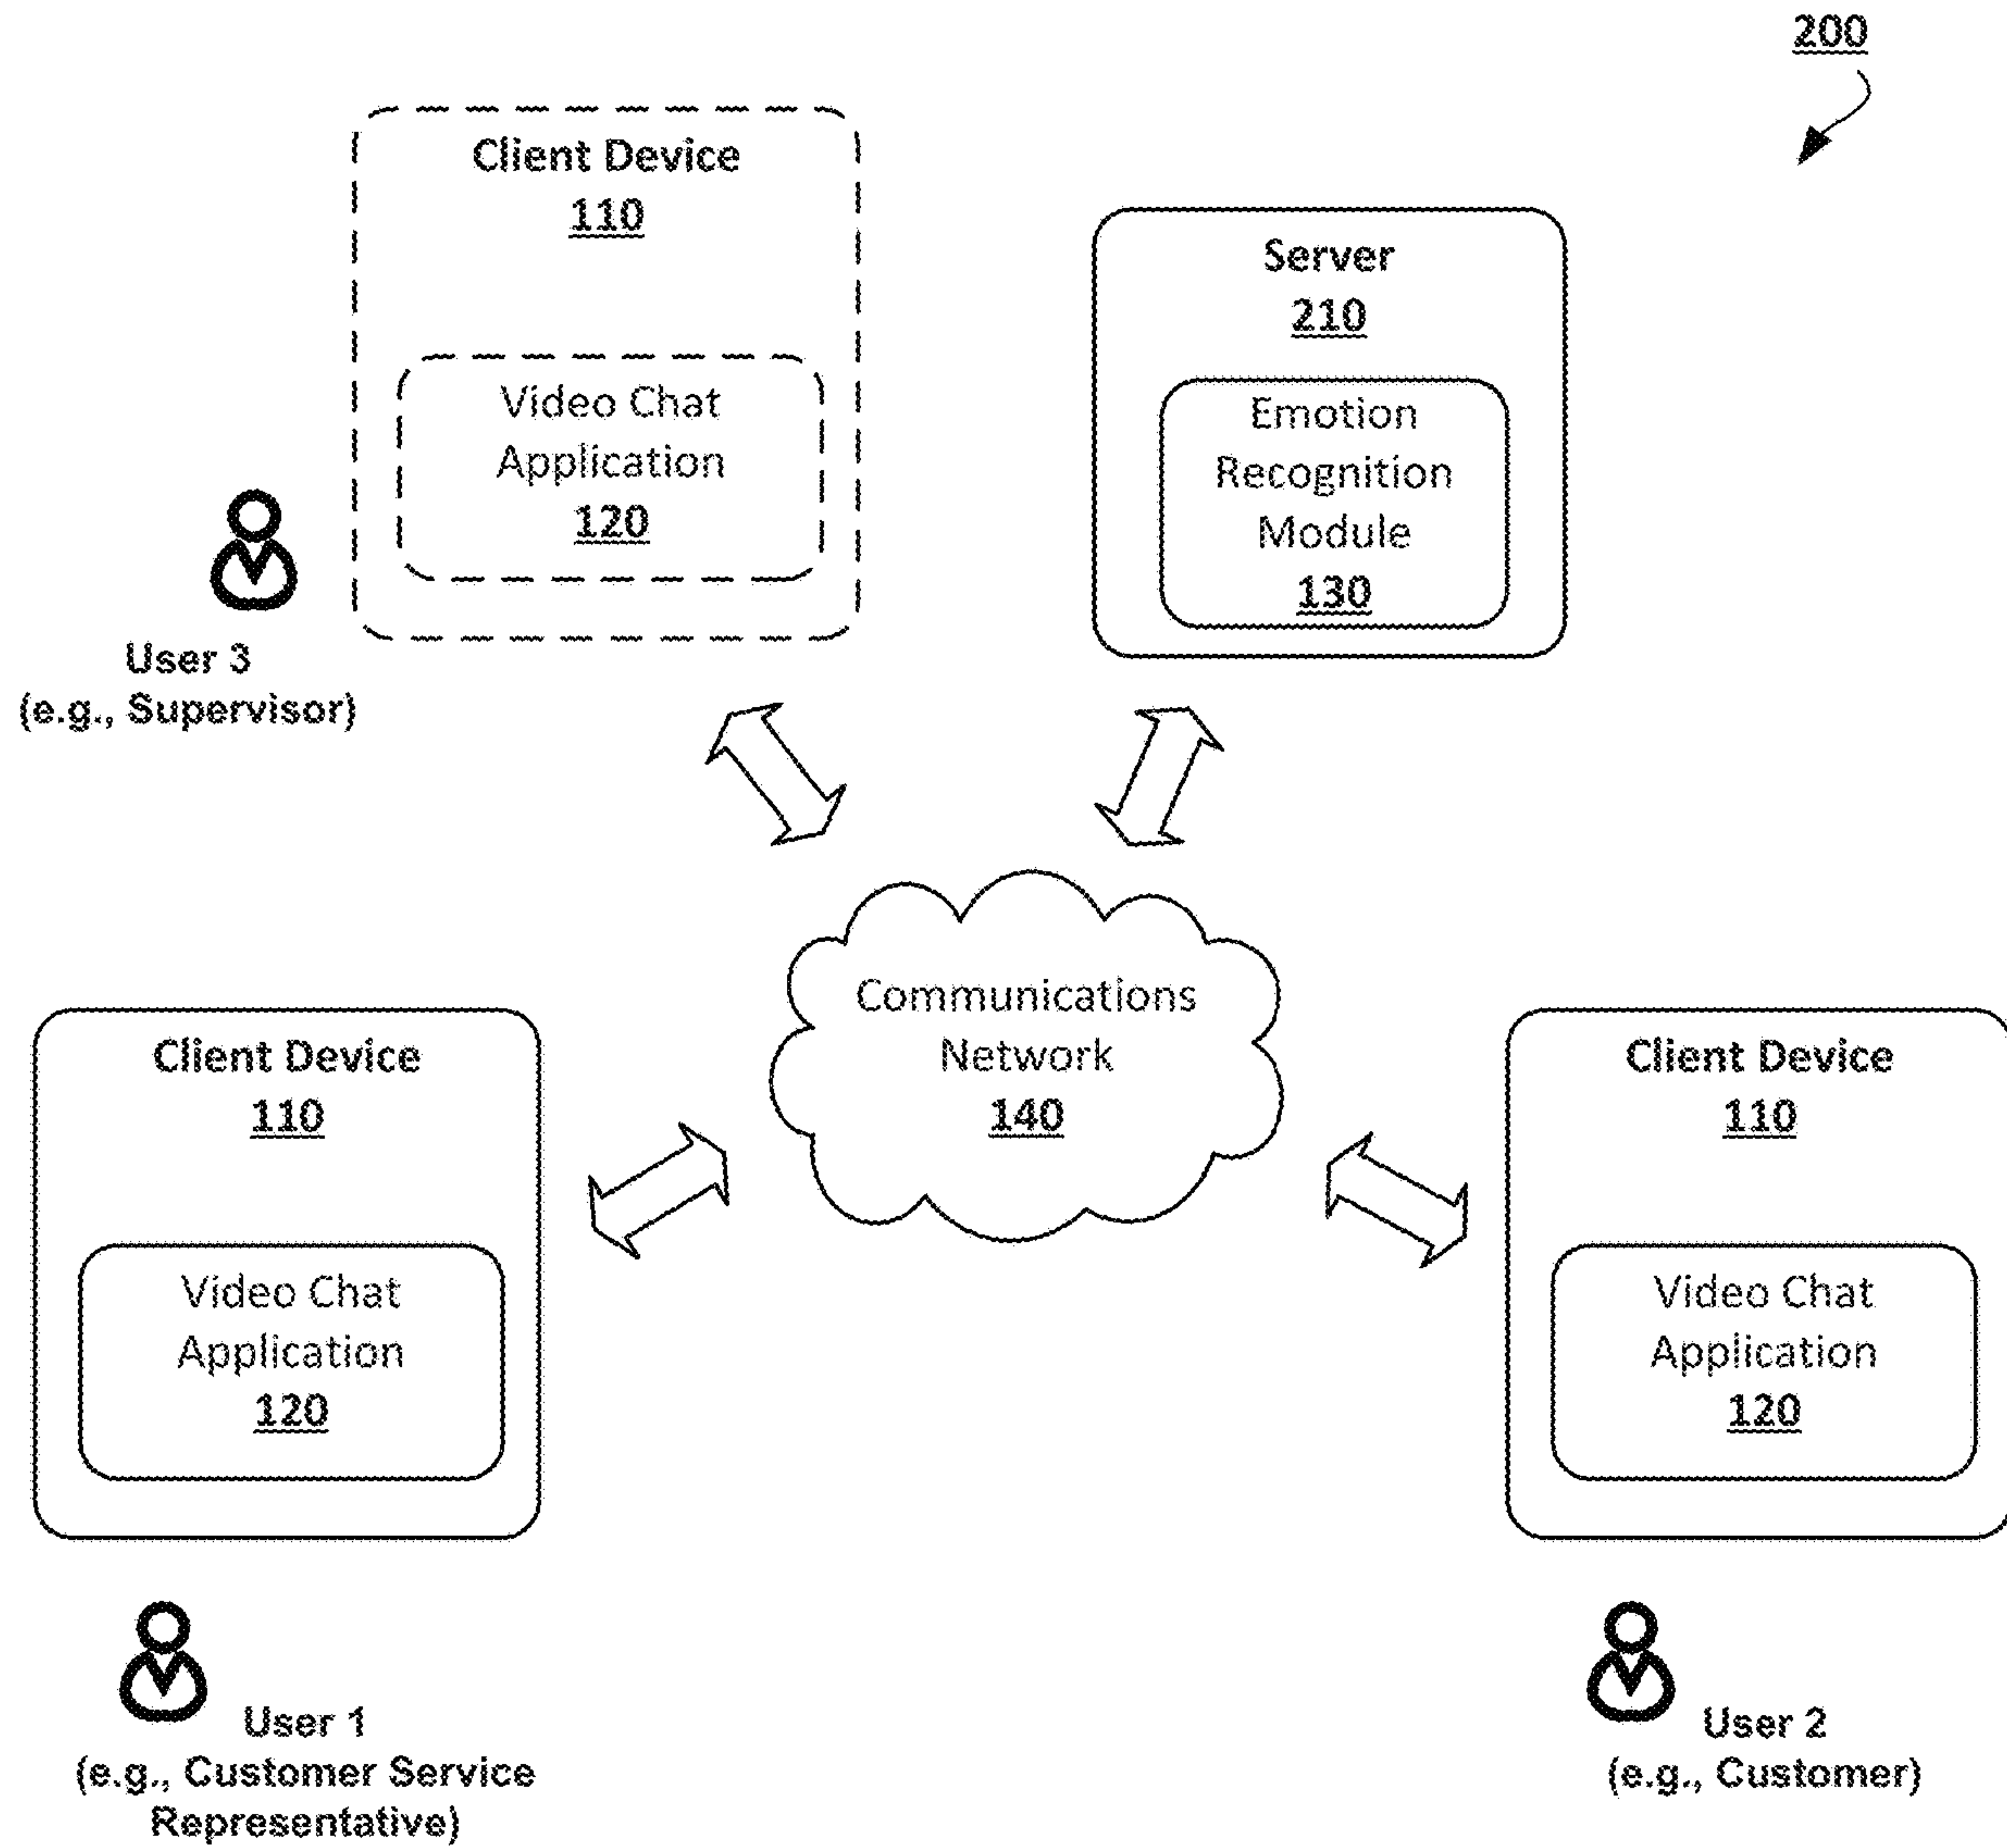 200
Client Device
110
Video Chat
Application
120
User 3
(e.g., Supervisor)
Server
210
Emotion
Recognition
Module
130
Communications
Network
140
Client Device
110
Video Chat
Application
120
User 1
(e.g., Customer Service
Representative)
Client Device
110
Video Chat
Application
120
User 2
(e.g., Customer)